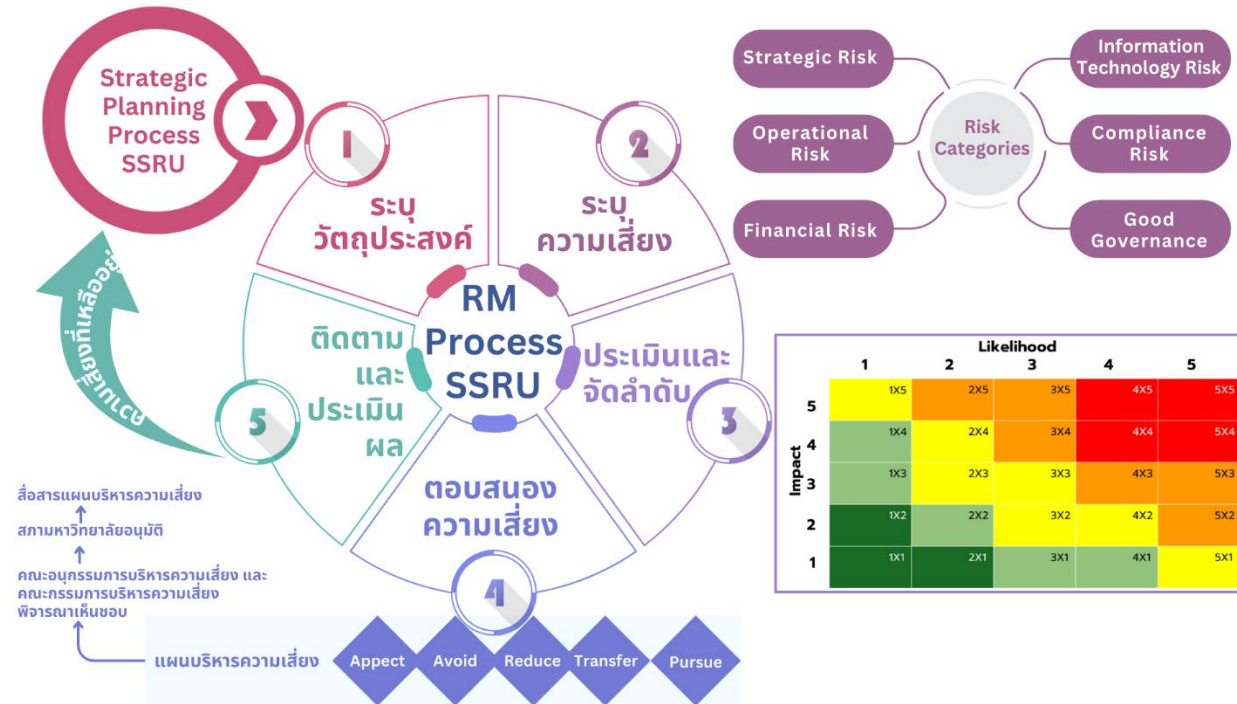 Strategic
Planning
Process
SSRU
1
ระบุ
วัตถุประสงค์
2
ระบุ
ความเสี่ยง
3
ประเมินและ
จัดลำดับ
4
ตอบสนอง
ความเสี่ยง
5
ติดตาม
และ
ประเมิน
ผล
RM
Process
SSRU
ความเสี่ยงที่เหลืออยู่
Strategic Risk
Operational
Risk
Financial Risk
Risk
Categories
Information
Technology Risk
Compliance
Risk
Good
Governance
Likelihood
1 2 3 4 5
Impact
5 1X5 2X5 3X5 4X5 5X5
4 1X4 2X4 3X4 4X4 5X4
3 1X3 2X3 3X3 4X3 5X3
2 1X2 2X2 3X2 4X2 5X2
1 1X1 2X1 3X1 4X1 5X1
สื่อสารแผนบริหารความเสี่ยง
สภามหาวิทยาลัยอนุมัติ
คณะอนุกรรมการบริหารความเสี่ยง และ
คณะกรรมการบริหารความเสี่ยง
พิจารณาเห็นชอบ
แผนบริหารความเสี่ยง
Appect Avoid Reduce Transfer Pursue